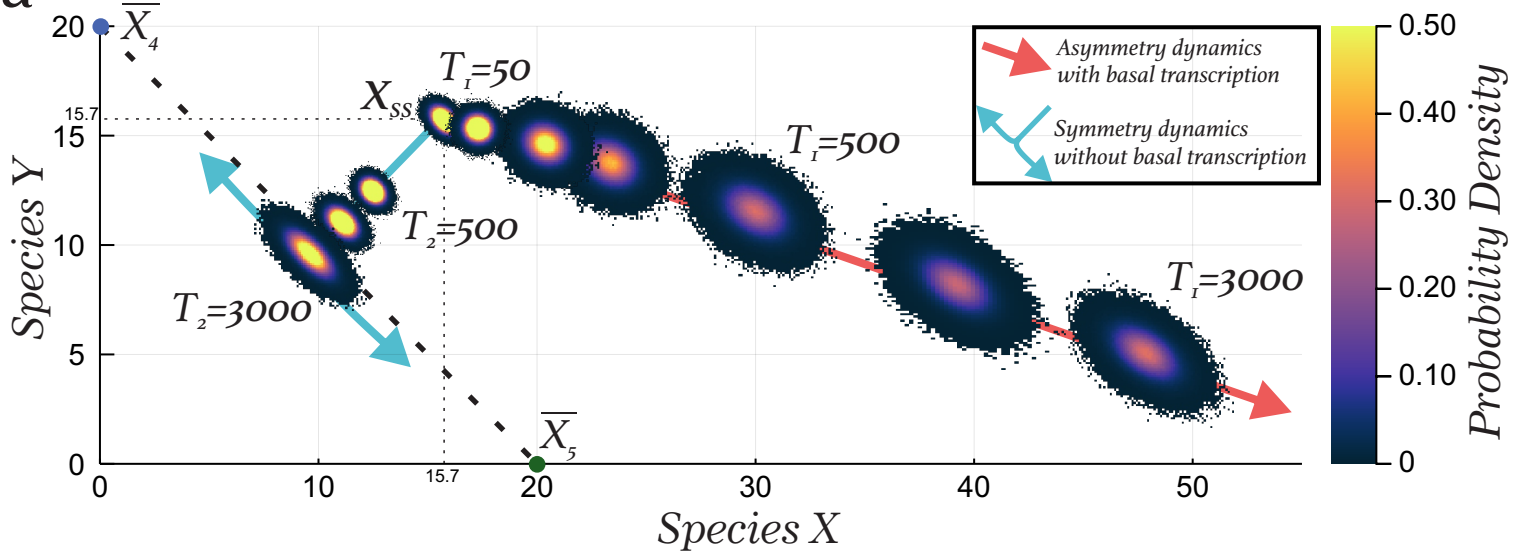 a
20
15.7
15
10
5
0
Species Y
X̅₄
X_SS
T₁=50
T₂=500
T₂=3000
T₁=500
T₁=3000
X̅₅
Asymmetry dynamics
with basal transcription
Symmetry dynamics
without basal transcription
0 10 15.7 20 30 40 50
Species X
0.50
0.40
0.30
0.20
0.10
0
Probability Density